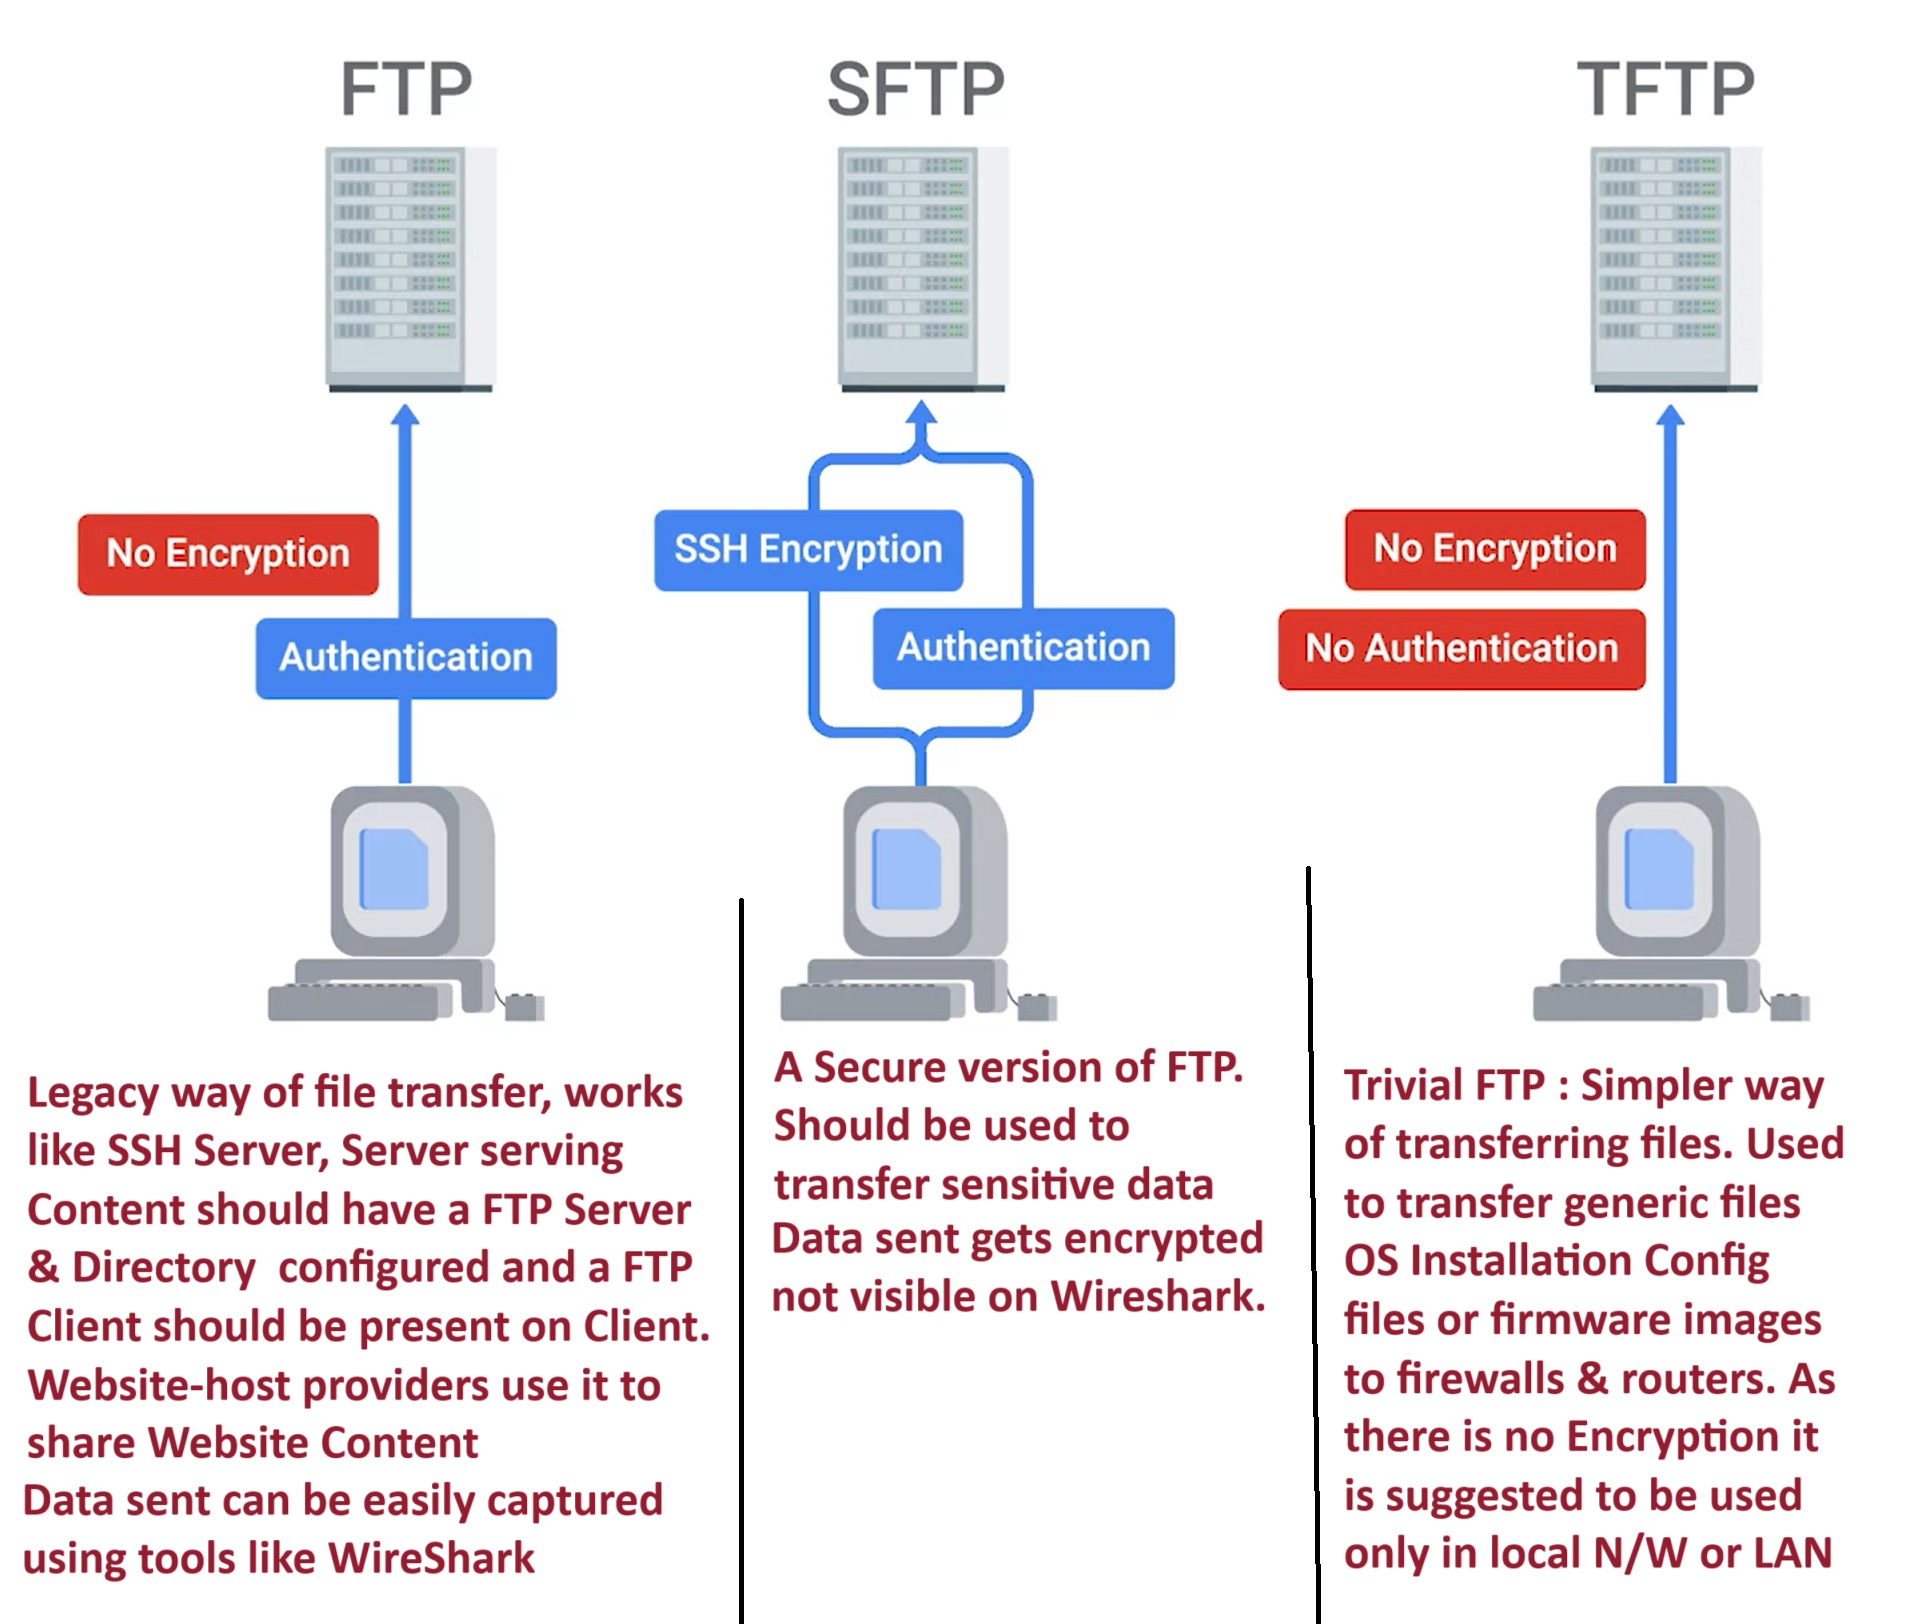 FTP
No Encryption
Authentication
Legacy way of file transfer, works
like SSH Server, Server serving
Content should have a FTP Server
& Directory  configured and a FTP
Client should be present on Client.
Website-host providers use it to
share Website Content
Data sent can be easily captured
using tools like WireShark
SFTP
SSH Encryption
Authentication
A Secure version of FTP.
Should be used to
transfer sensitive data
Data sent gets encrypted
not visible on Wireshark.
TFTP
No Encryption
No Authentication
Trivial FTP : Simpler way
of transferring files. Used
to transfer generic files
OS Installation Config
files or firmware images
to firewalls & routers. As
there is no Encryption it
is suggested to be used
only in local N/W or LAN